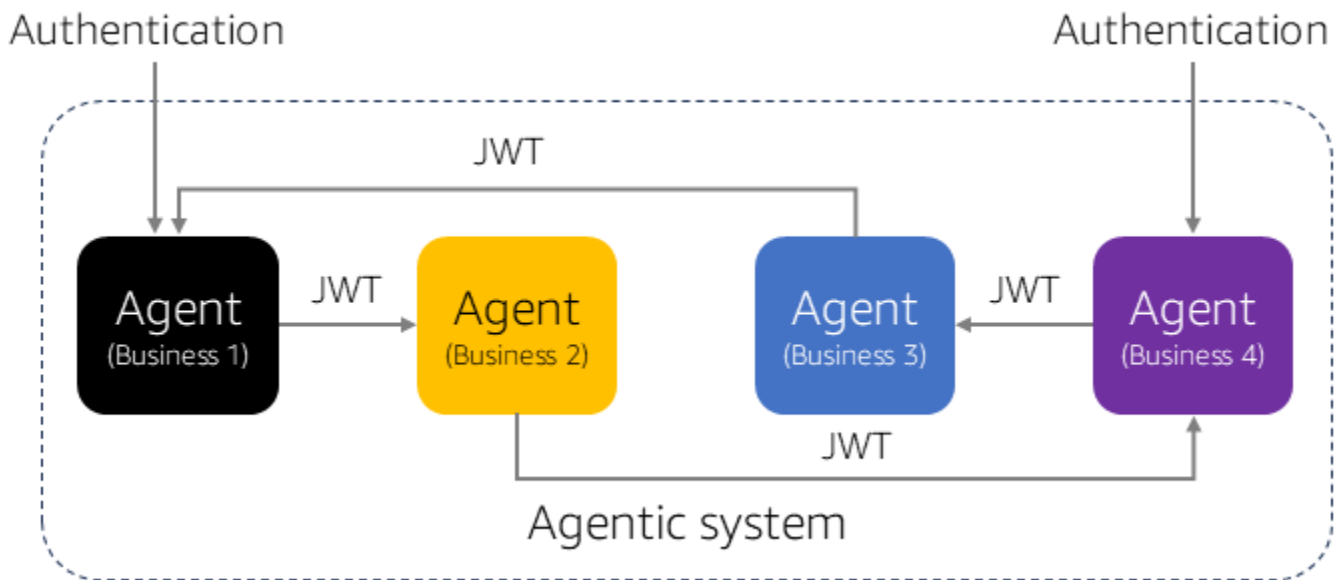 Authentication
Authentication
JWT
Agent
(Business 1)
JWT
Agent
(Business 2)
Agent
(Business 3)
JWT
Agent
(Business 4)
JWT
Agentic system